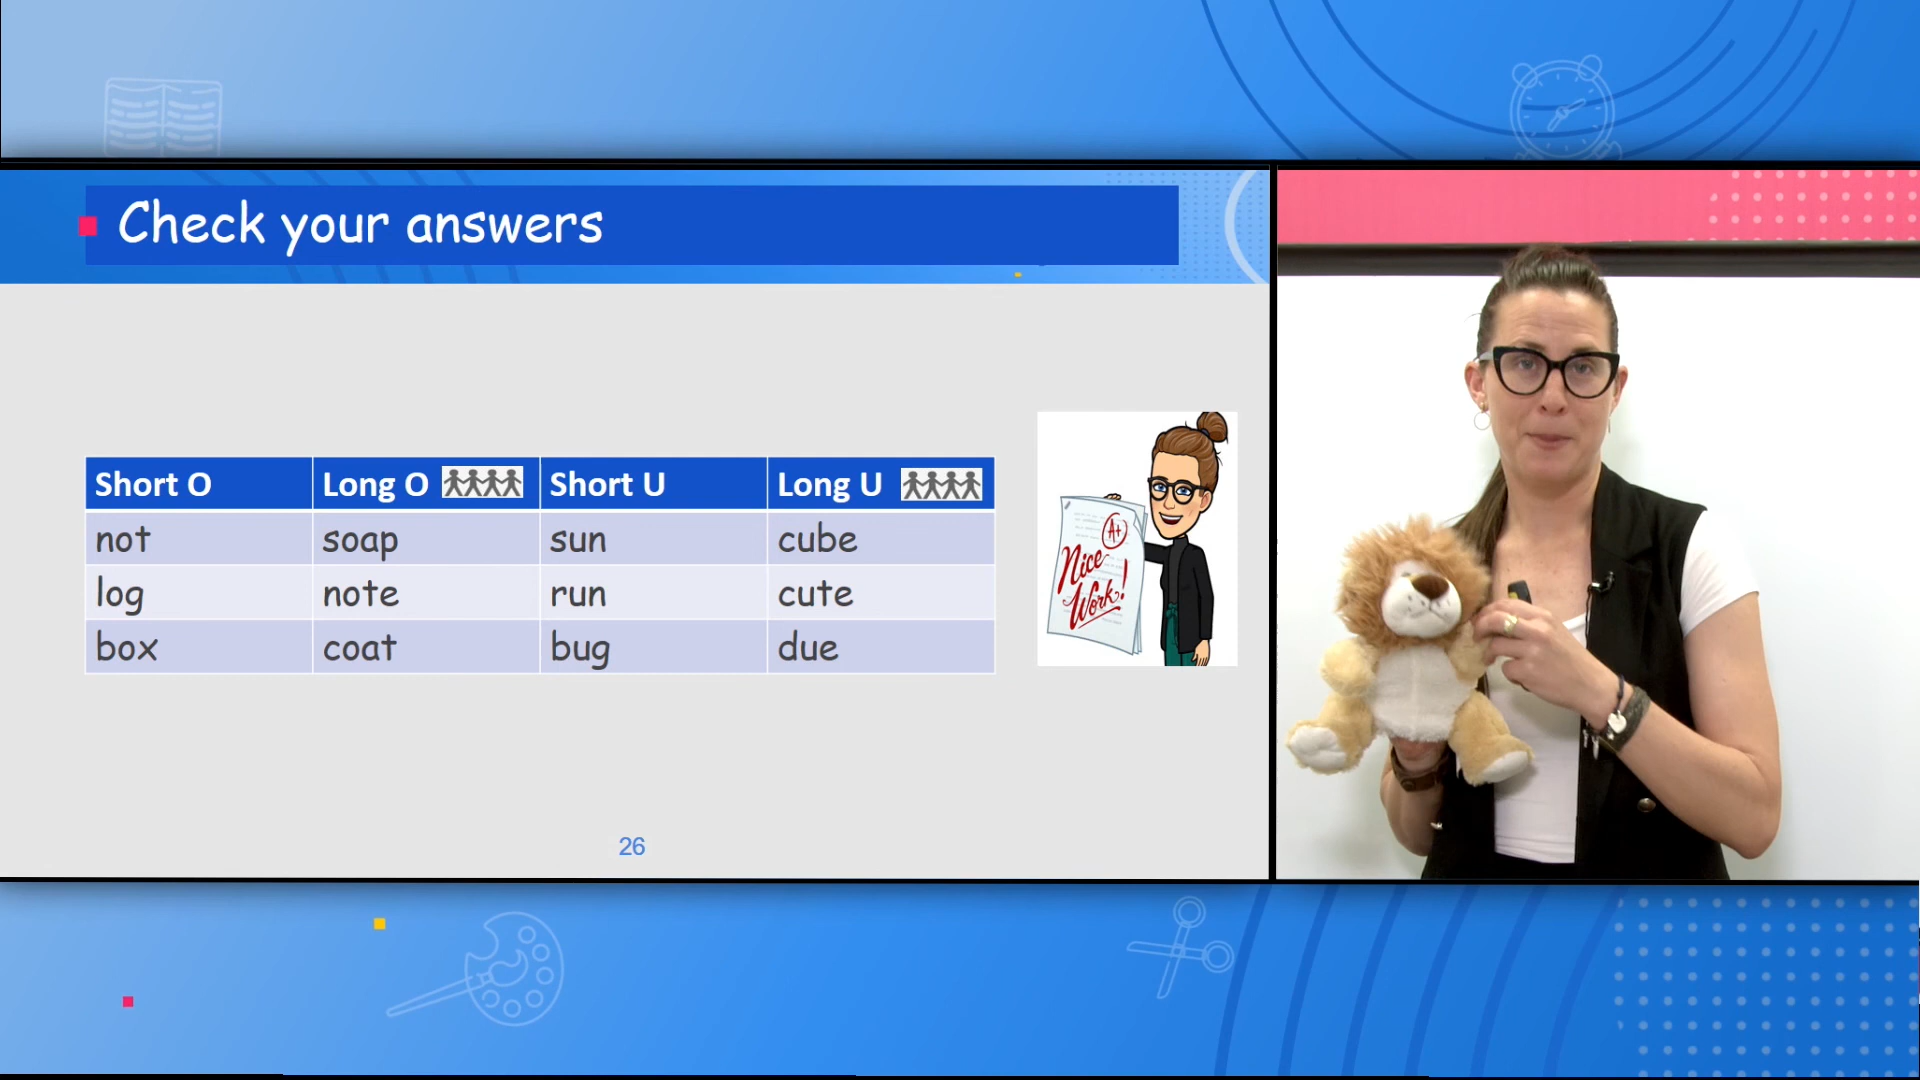 Check your answers
Short O Long O Short U Long U
not soap sun cube
log note run cute
box coat bug due
A+
Nice
Work!
26